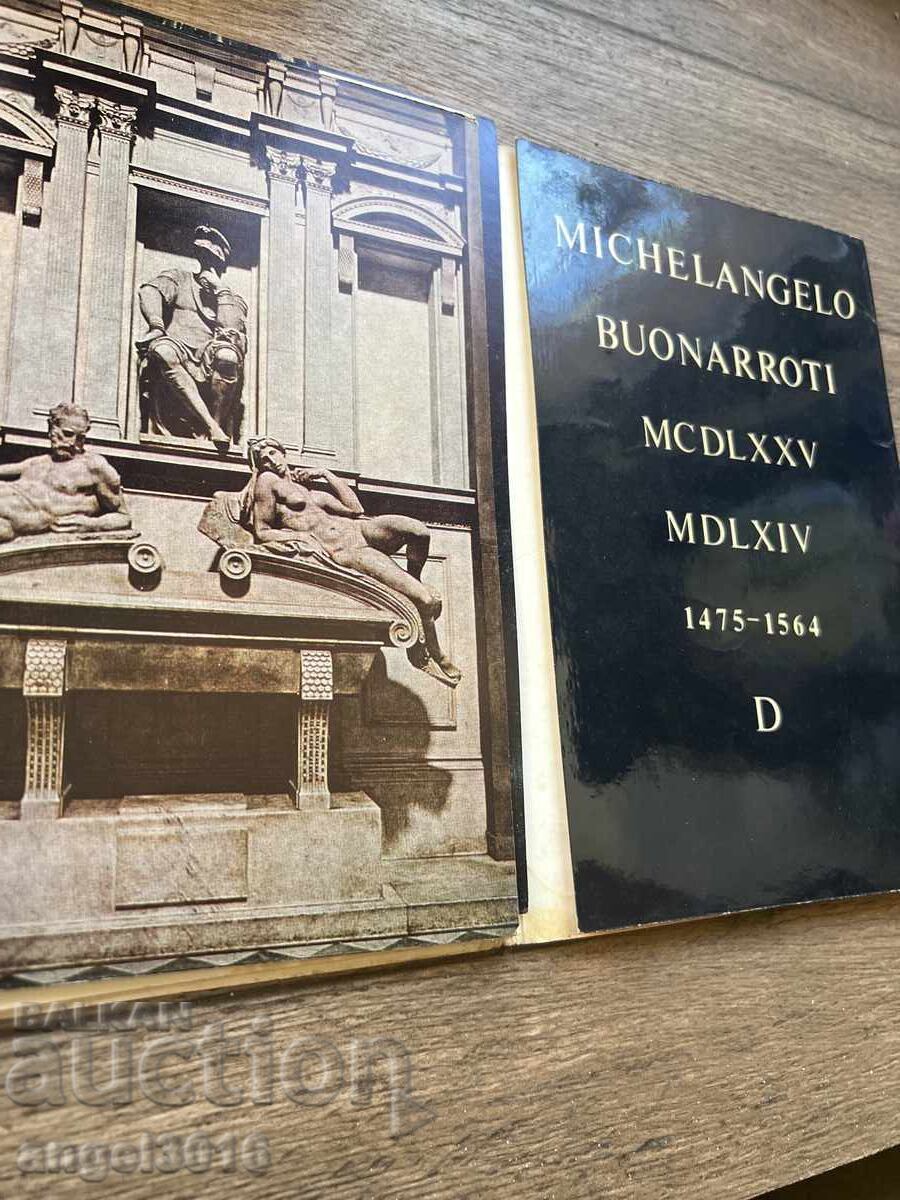 MICHELANGELO
BUONARROTI
MCDLXXV
MDLXIV
1475-1564
D
BALKAN
auction
angel3016